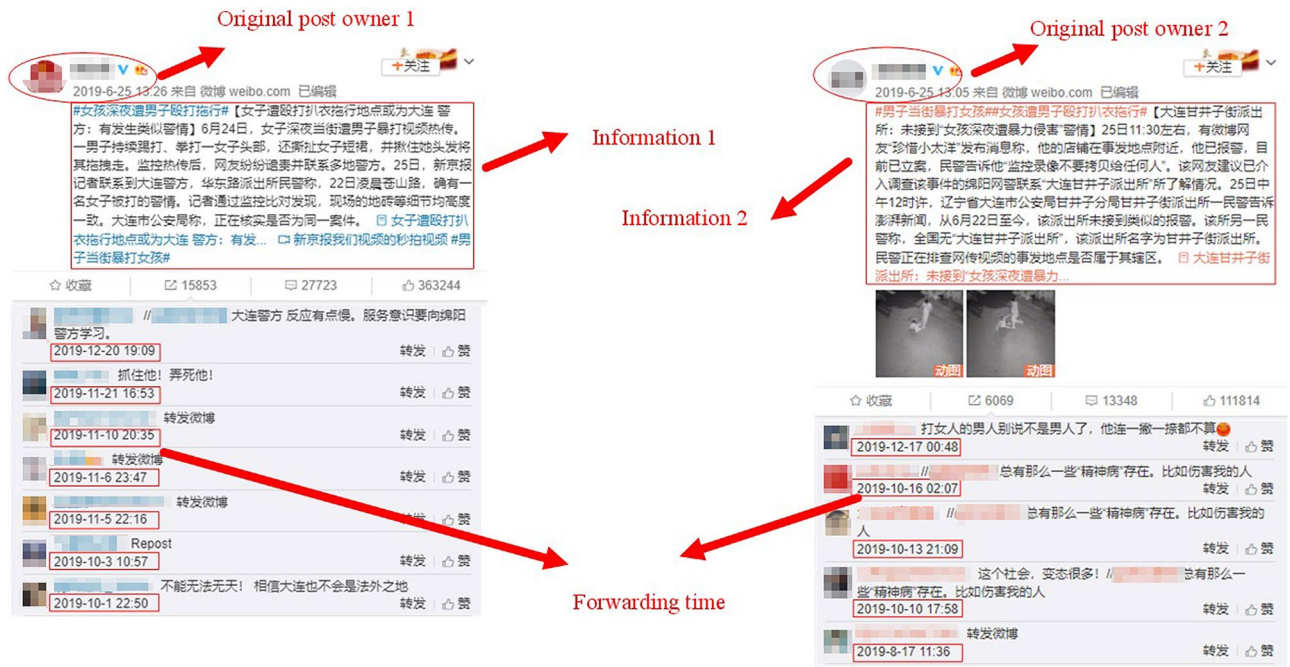 Original post owner 1
+关注
2019-6-25 13:26 来自 微博 weibo.com 已编辑
#女孩深夜遭男子殴打拖行#【女子遭殴打扒衣拖行地点或为大连 警
方：有发生类似警情】6月24日，女子深夜当街遭男子暴打视频热传。
一男子持续踢打、拳打一女子头部，还撕扯女子短裙，并揪住她头发将
其拖拽走。监控热传后，网友纷纷谴责并联系多地警方。25日，新京报
记者联系到大连警方，华东路派出所民警称，22日凌晨苍山路，确有一
名女子被打的警情。记者通过监控比对发现，现场的地砖等细节均高度
一致。大连市公安局称，正在核实是否为同一案件。 女子遭殴打扒
衣拖行地点或为大连 警方：有发... 新京报我们视频的秒拍视频 #男
子当街暴打女孩#
收藏 15853 27723 363244
// 大连警方 反应有点慢。服务意识要向绵阳
警方学习。
2019-12-20 19:09 转发 赞
抓住他！弄死他！
2019-11-21 16:53 转发 赞
转发微博
2019-11-10 20:35 转发 赞
转发微博
2019-11-6 23:47 转发 赞
转发微博
2019-11-5 22:16 转发 赞
Repost
2019-10-3 10:57 转发 赞
不能无法无天！ 相信大连也不会是法外之地
2019-10-1 22:50 转发 赞
Information 1
Information 2
Forwarding time
Original post owner 2
+关注
2019-6-25 13:05 来自 微博 weibo.com 已编辑
#男子当街暴打女孩##女孩遭男子殴打扒衣拖行#【大连甘井子街派出
所：未接到“女孩深夜遭暴力侵害”警情】25日11:30左右，有微博网
友“珍惜小太洋”发布消息称，他的店铺在事发地点附近，他已报警，目
前已立案，民警告诉他“监控录像不要拷贝给任何人”。该网友建议已介
入调查该事件的绵阳网警联系“大连甘井子派出所”所了解情况。25日中
午12时许，辽宁省大连市公安局甘井子分局甘井子街派出所一民警告诉
澎湃新闻，从6月22日至今，该派出所未接到类似的报警。该所另一民
警称，全国无“大连甘井子派出所”，该派出所名字为甘井子街派出所。
民警正在排查网传视频的事发地点是否属于其辖区。 大连甘井子街
派出所：未接到“女孩深夜遭暴力...
动图 动图
收藏 6069 13348 111814
打女人的男人别说不是男人了，他连一撇一捺都不算
2019-12-17 00:48 转发 赞
// 总有那么一些“精神病”存在。比如伤害我的人
2019-10-16 02:07 转发 赞
// 总有那么一些“精神病”存在。比如伤害我的
人
2019-10-13 21:09 转发 赞
这个社会，变态很多！// 总有那么一
些“精神病”存在。比如伤害我的人
2019-10-10 17:58 转发 赞
转发微博
2019-8-17 11:36 转发 赞